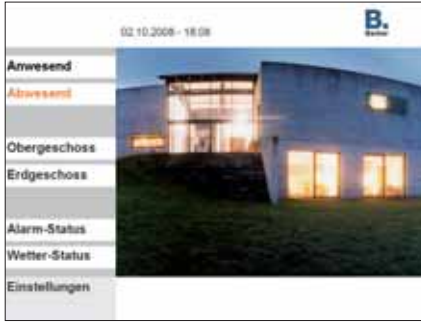 02.10.2008 - 18:08
B.
Berker
Anwesend
Abwesend
Obergeschoss
Erdgeschoss
Alarm-Status
Wetter-Status
Einstellungen